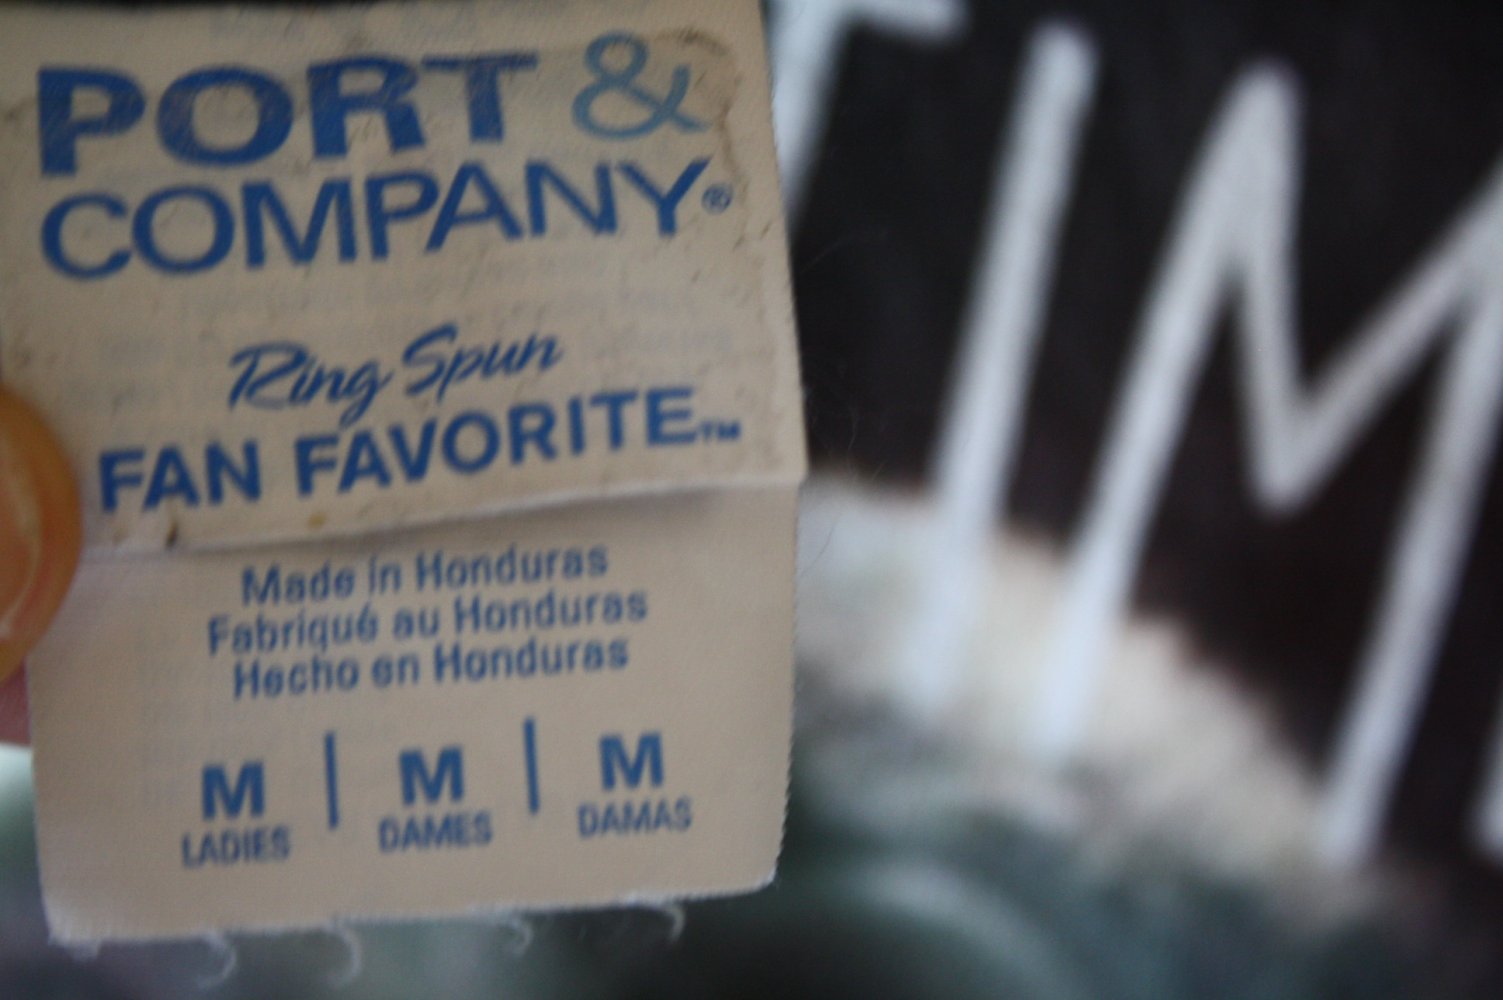 PORT &
COMPANY®
Ring Spun
FAN FAVORITE™
Made in Honduras
Fabriqué au Honduras
Hecho en Honduras
M | M | M
LADIES DAMES DAMAS